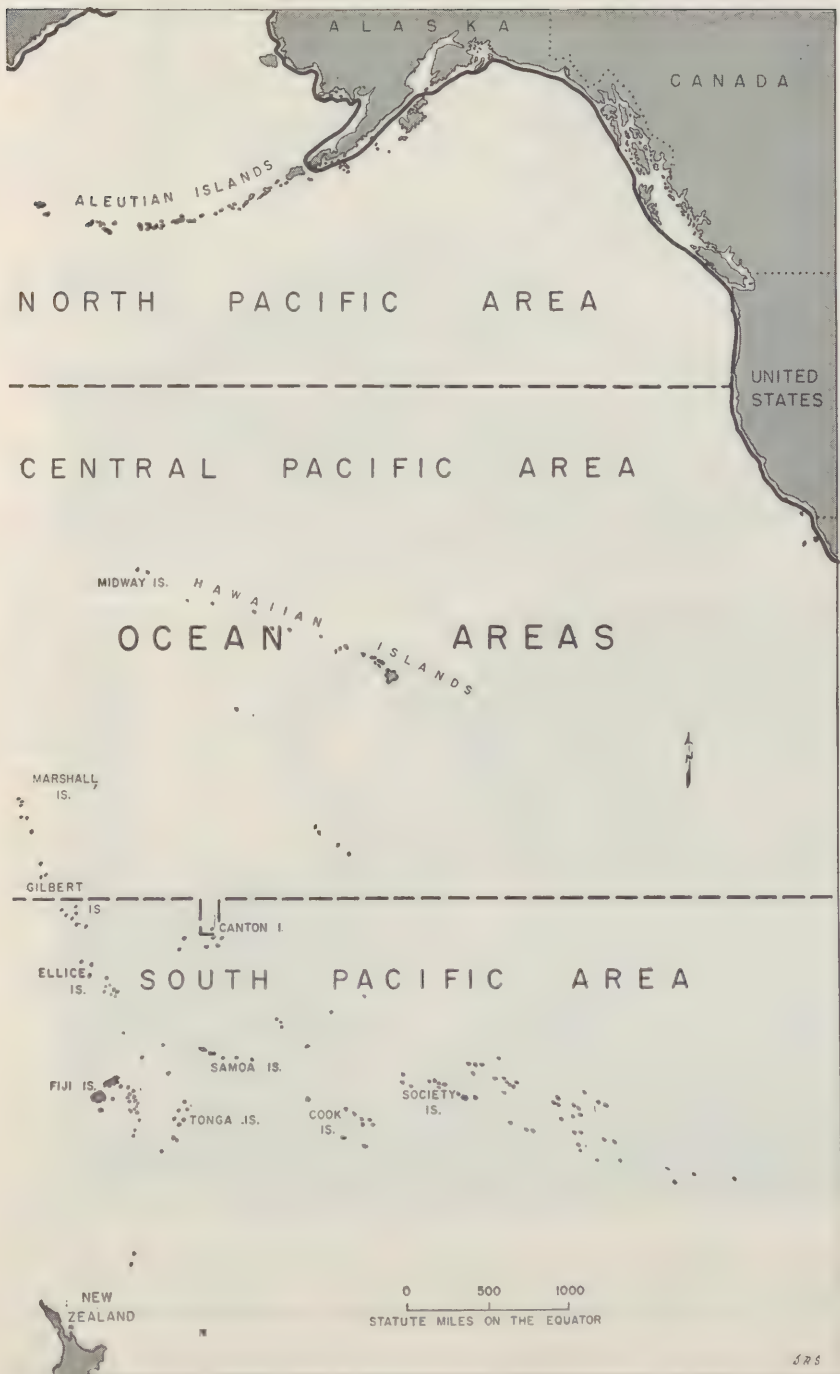 ALASKA
CANADA
ALEUTIAN ISLANDS
NORTH PACIFIC AREA
UNITED
STATES
CENTRAL PACIFIC AREA
MIDWAY IS.
HAWAIIAN
ISLANDS
OCEAN AREAS
MARSHALL
IS.
GILBERT
IS
CANTON I.
ELLICE
IS.
SOUTH PACIFIC AREA
SAMOA IS.
FIJI IS.
TONGA IS.
COOK
IS.
SOCIETY
IS.
NEW
ZEALAND
0 500 1000
STATUTE MILES ON THE EQUATOR
SRS